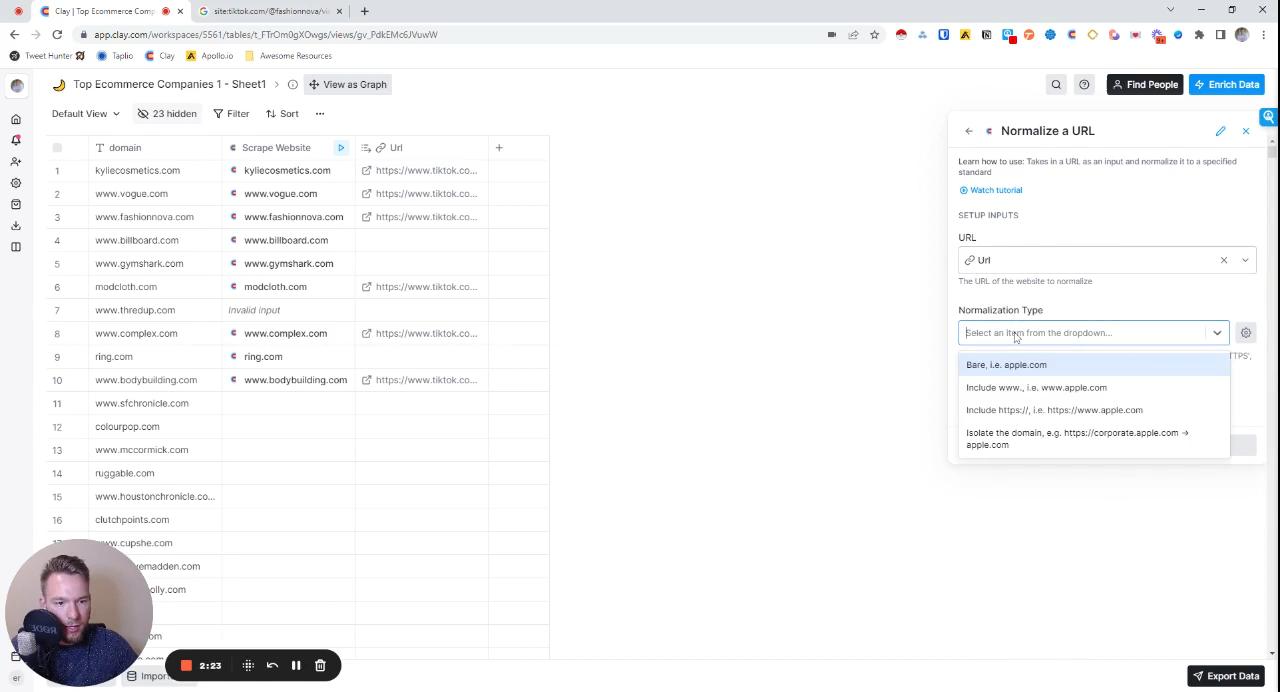 Clay | Top Ecommerce Comp
site:tiktok.com/@fashionnova/vi
app.clay.com/workspaces/5561/tables/t_FTrOm0gXOwgs/views/gv_PdkEMc6JVuwW
Tweet Hunter
Taplio
Clay
Apollo.io
Awesome Resources
Top Ecommerce Companies 1 - Sheet1
View as Graph
Find People
Enrich Data
Default View
23 hidden
Filter
Sort
domain
Scrape Website
Url
1 kyliecosmetics.com kyliecosmetics.com https://www.tiktok.co...
2 www.vogue.com www.vogue.com https://www.tiktok.co...
3 www.fashionnova.com www.fashionnova.com https://www.tiktok.co...
4 www.billboard.com www.billboard.com
5 www.gymshark.com www.gymshark.com
6 modcloth.com modcloth.com https://www.tiktok.co...
7 www.thredup.com Invalid input
8 www.complex.com www.complex.com https://www.tiktok.co...
9 ring.com ring.com
10 www.bodybuilding.com www.bodybuilding.com https://www.tiktok.co...
11 www.sfchronicle.com
12 colourpop.com
13 www.mccormick.com
14 ruggable.com
15 www.houstonchronicle.co...
16 clutchpoints.com
www.cupshe.com
vemadden.com
olly.com
.com
Normalize a URL
Learn how to use: Takes in a URL as an input and normalize it to a specified
standard
Watch tutorial
SETUP INPUTS
URL
Url
The URL of the website to normalize
Normalization Type
Select an item from the dropdown...
TTPS',
Bare, i.e. apple.com
Include www., i.e. www.apple.com
Include https://, i.e. https://www.apple.com
Isolate the domain, e.g. https://corporate.apple.com →
apple.com
RØDE
2:23
er
Import
Export Data